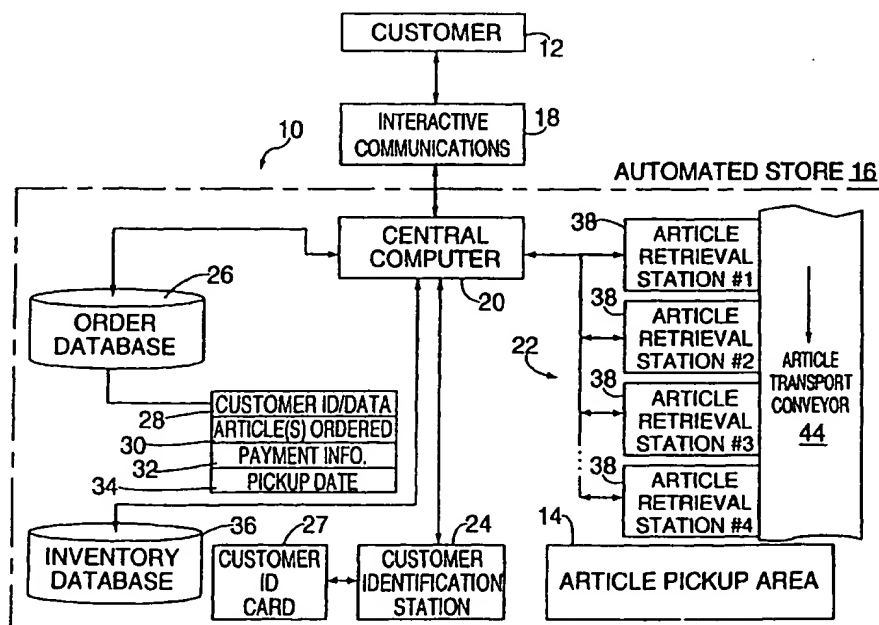 CUSTOMER
12
INTERACTIVE
COMMUNICATIONS
18
10
AUTOMATED STORE 16
CENTRAL
COMPUTER
20
38
ARTICLE
RETRIEVAL
STATION #1
26
ORDER
DATABASE
38
ARTICLE
RETRIEVAL
STATION #2
22
ARTICLE
TRANSPORT
CONVEYOR
44
CUSTOMER ID/DATA
28
ARTICLE(S) ORDERED
30
PAYMENT INFO.
32
PICKUP DATE
34
38
ARTICLE
RETRIEVAL
STATION #3
38
ARTICLE
RETRIEVAL
STATION #4
36
INVENTORY
DATABASE
27
CUSTOMER
ID
CARD
24
CUSTOMER
IDENTIFICATION
STATION
14
ARTICLE PICKUP AREA